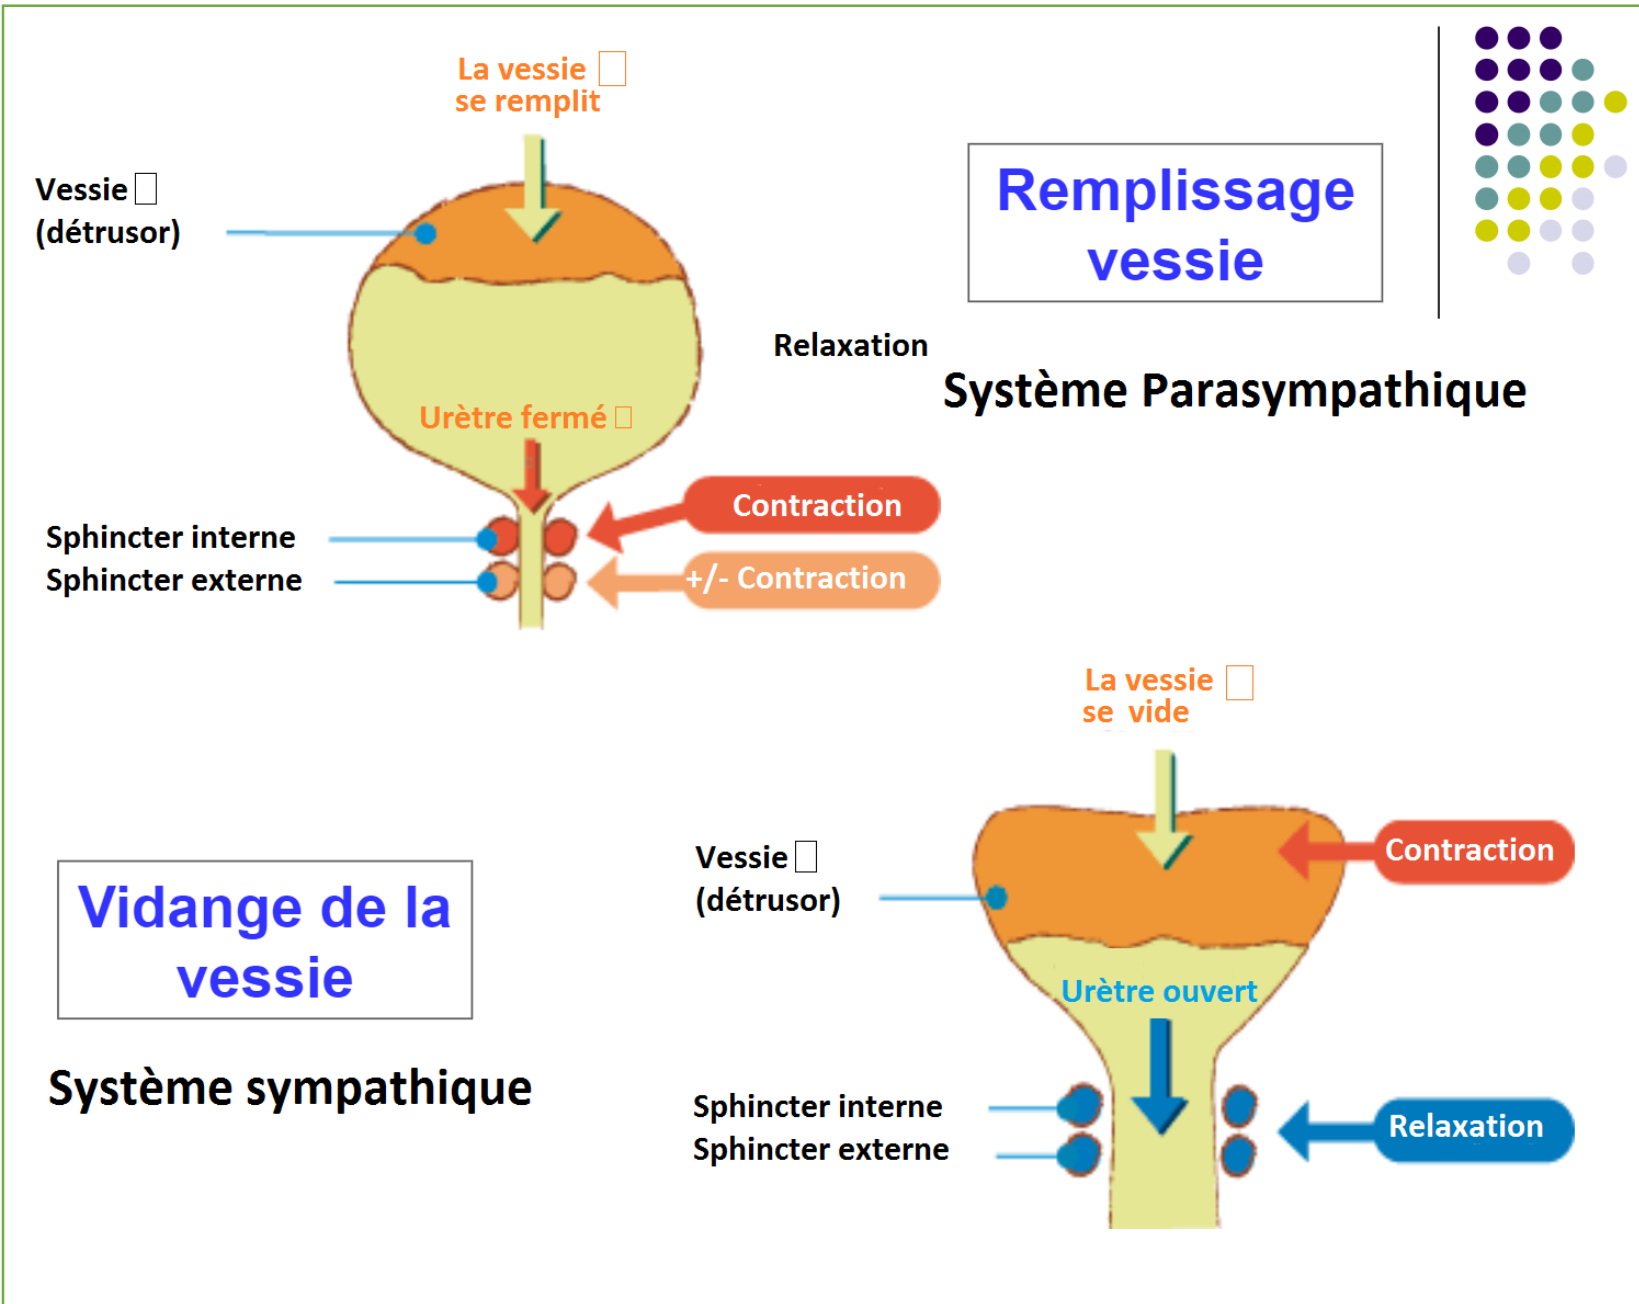 La vessie
se remplit
Vessie
(détrusor)
Remplissage
vessie
Relaxation
Système Parasympathique
Urètre fermé
Contraction
Sphincter interne
Sphincter externe
+/- Contraction
La vessie
se vide
Vessie
(détrusor)
Contraction
Vidange de la
vessie
Urètre ouvert
Système sympathique
Sphincter interne
Sphincter externe
Relaxation